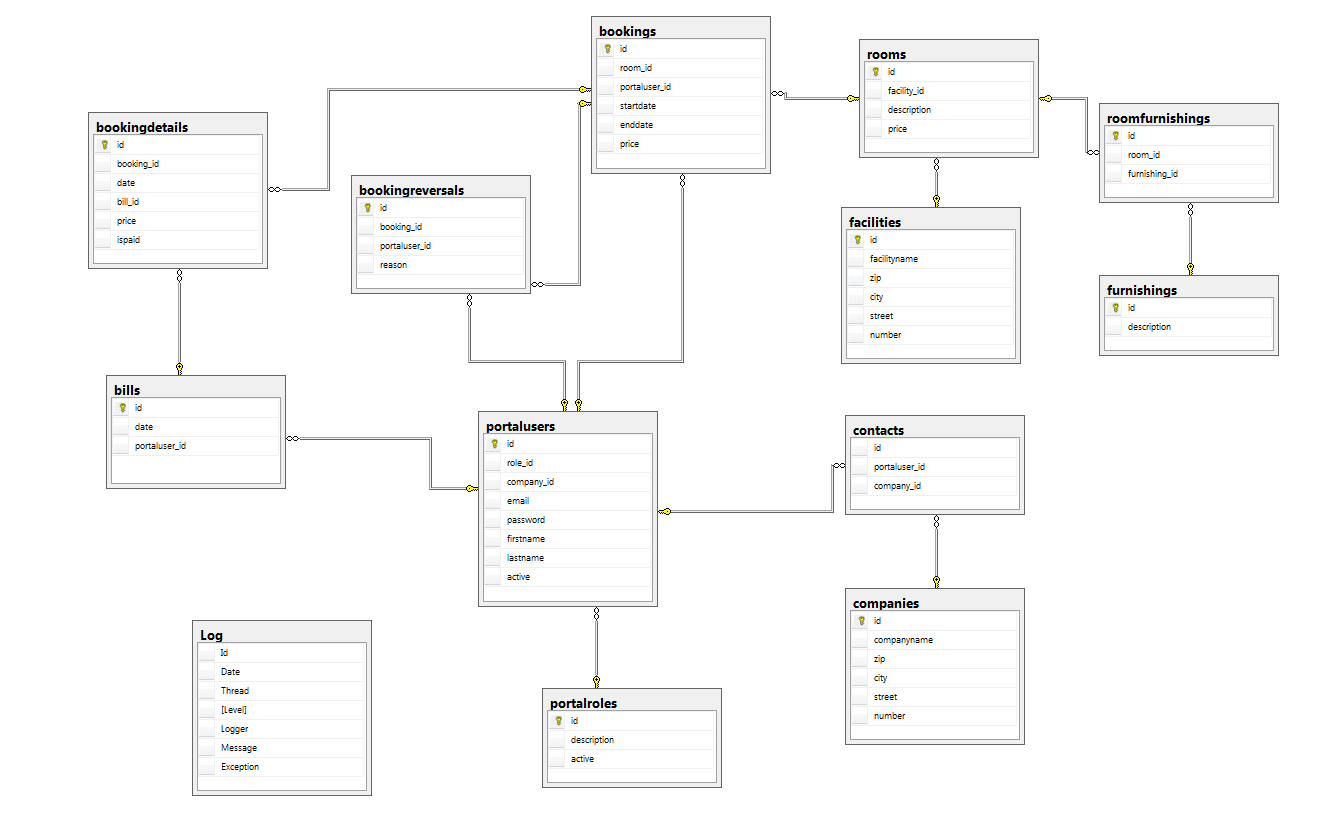 bookings
id
room_id
portaluser_id
startdate
enddate
price
rooms
id
facility_id
description
price
roomfurnishings
id
room_id
furnishing_id
bookingdetails
id
booking_id
date
bill_id
price
ispaid
bookingreversals
id
booking_id
portaluser_id
reason
facilities
id
facilityname
zip
city
street
number
furnishings
id
description
bills
id
date
portaluser_id
portalusers
id
role_id
company_id
email
password
firstname
lastname
active
contacts
id
portaluser_id
company_id
companies
id
companyname
zip
city
street
number
Log
Id
Date
Thread
[Level]
Logger
Message
Exception
portalroles
id
description
active